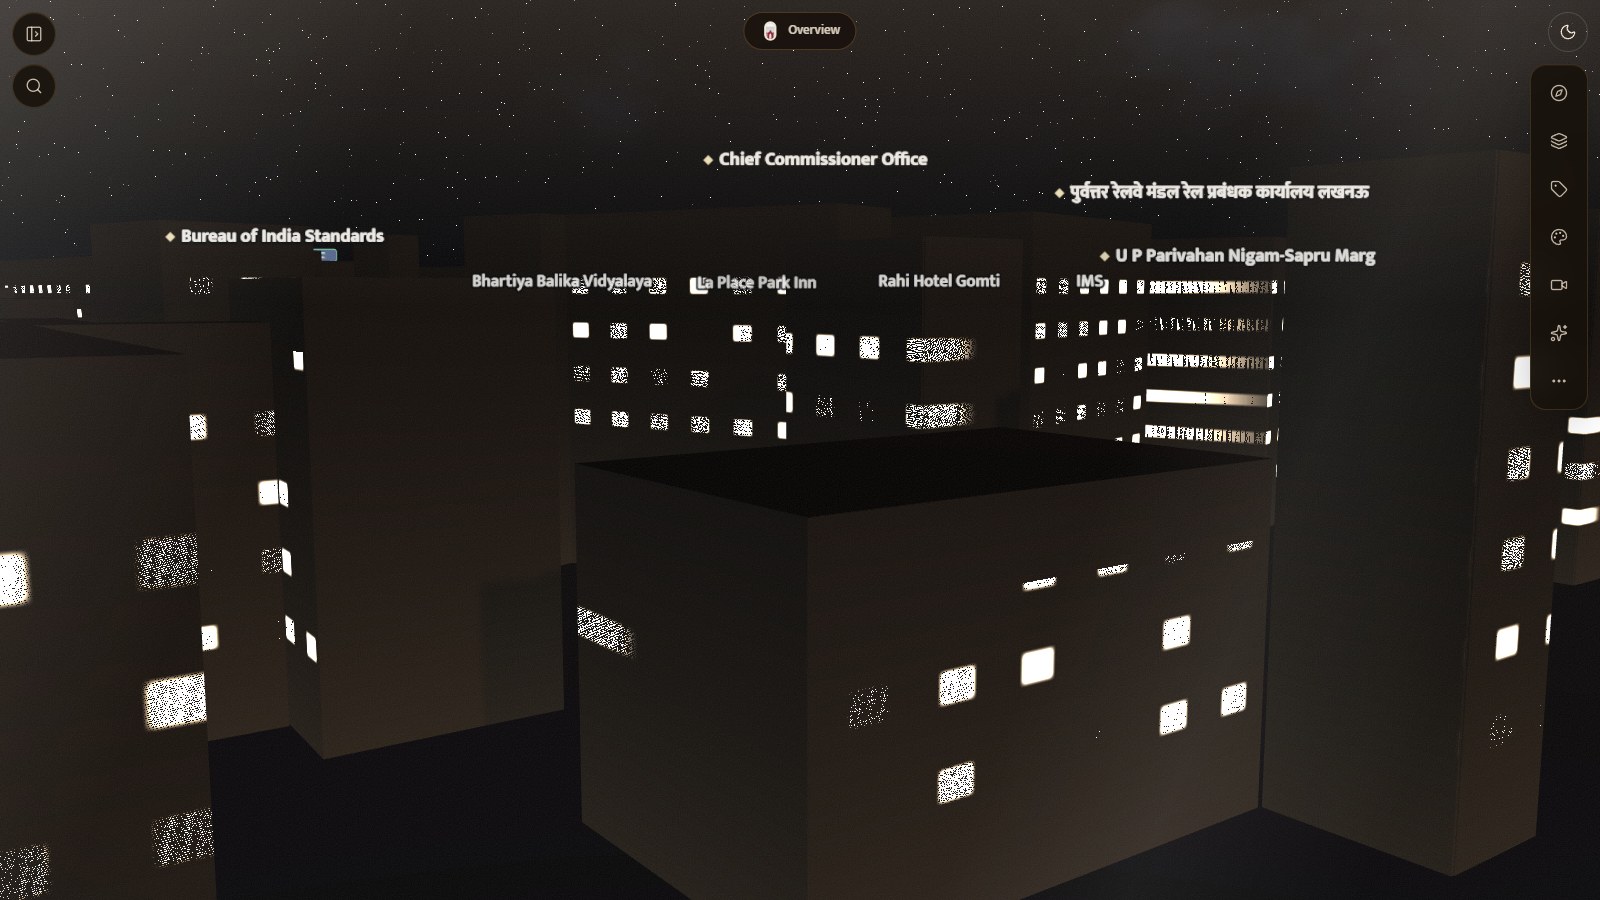 Overview
Chief Commissioner Office
पुर्वत्तर रेलवे मंडल रेल प्रबंधक कार्यालय लखनऊ
Bureau of India Standards
U P Parivahan Nigam-Sapru Marg
Bhartiya Balika Vidyalaya
La Place Park Inn
Rahi Hotel Gomti
IMS